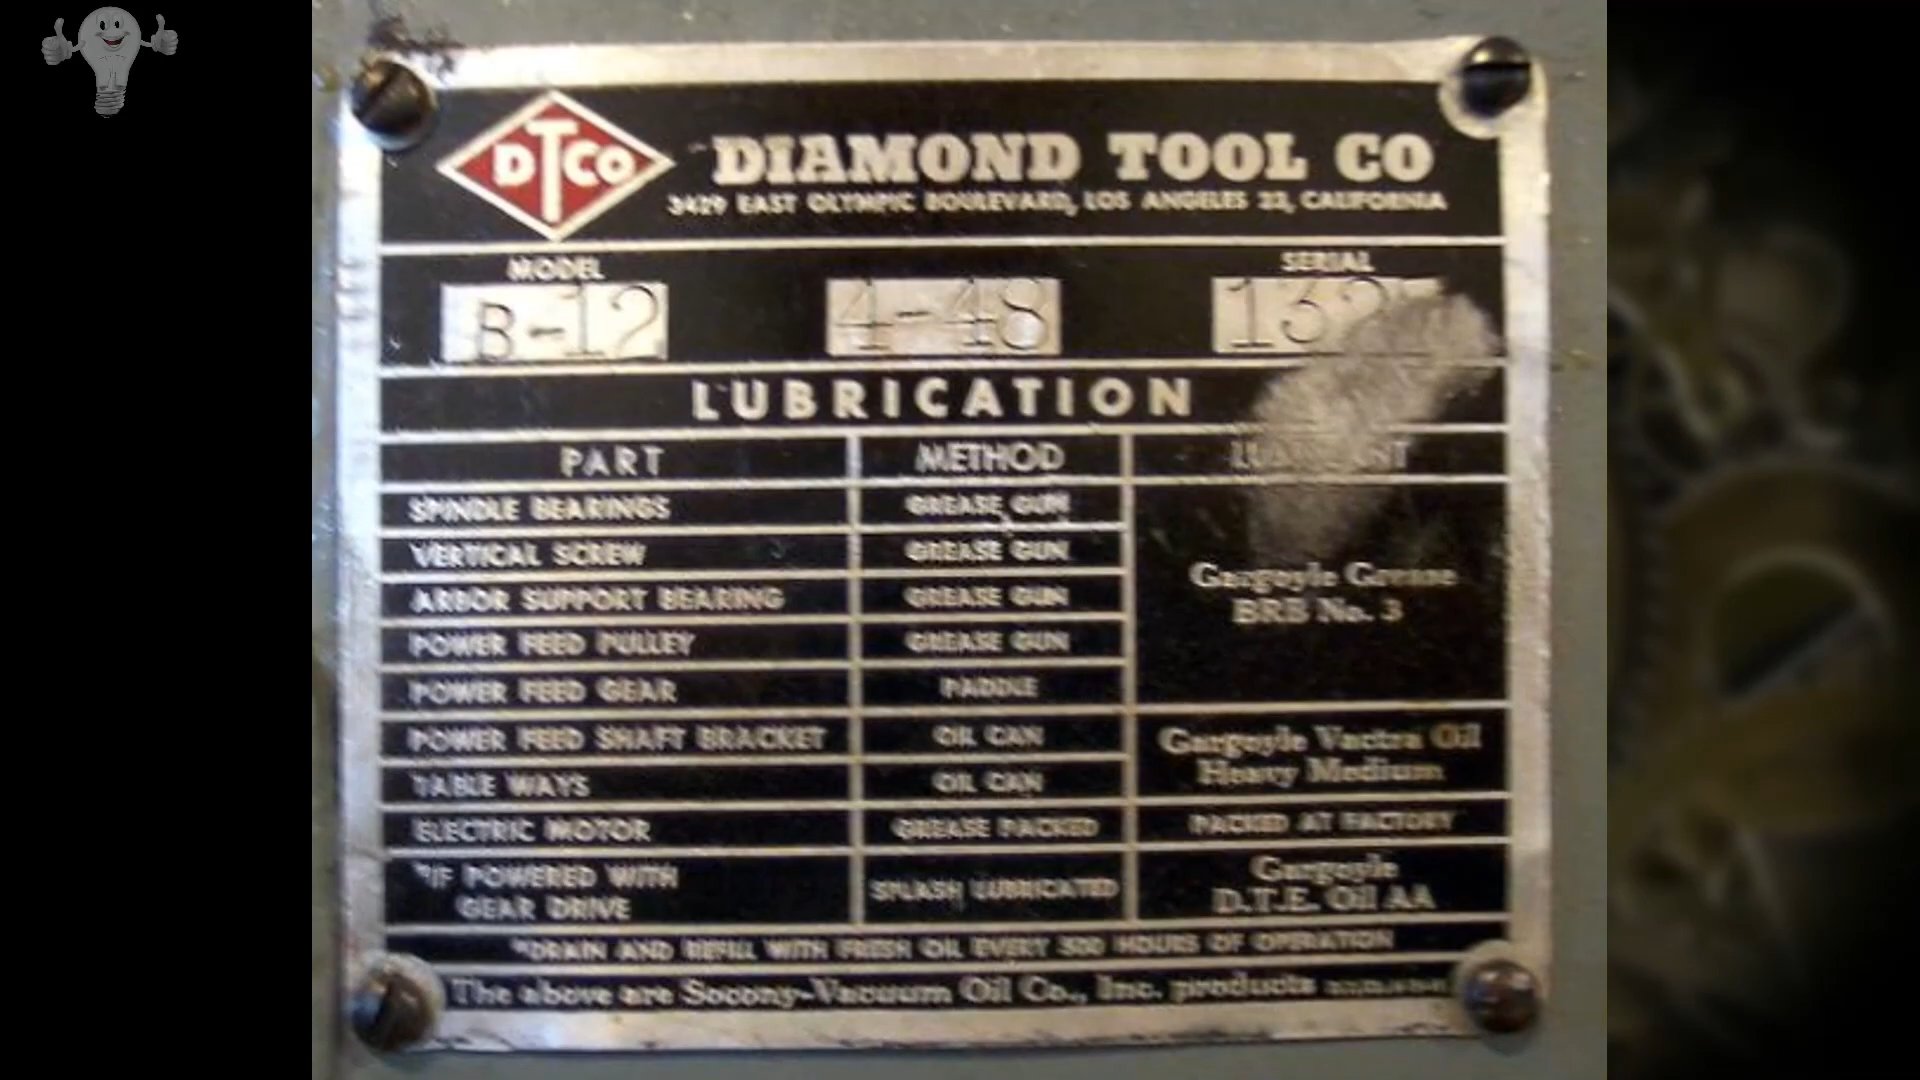 DTCO
DIAMOND TOOL CO
3429 EAST OLYMPIC BOULEVARD, LOS ANGELES 23, CALIFORNIA
MODEL SERIAL
B-12 4-48
LUBRICATION
PART METHOD
SPINDLE BEARINGS GREASE GUN
VERTICAL SCREW GREASE GUN
ARBOR SUPPORT BEARING GREASE GUN
Gargoyle Grease
BRB No. 3
POWER FEED PULLEY GREASE GUN
POWER FEED GEAR PADDLE
POWER FEED SHAFT BRACKET OIL CAN
Gargoyle Vactra Oil
Heavy Medium
TABLE WAYS OIL CAN
ELECTRIC MOTOR GREASE PACKED PACKED AT FACTORY
*IF POWERED WITH
GEAR DRIVE
SPLASH LUBRICATED
Gargoyle
D.T.E. Oil AA
*DRAIN AND REFILL WITH FRESH OIL EVERY 500 HOURS OF OPERATION
The above are Socony-Vacuum Oil Co., Inc. products